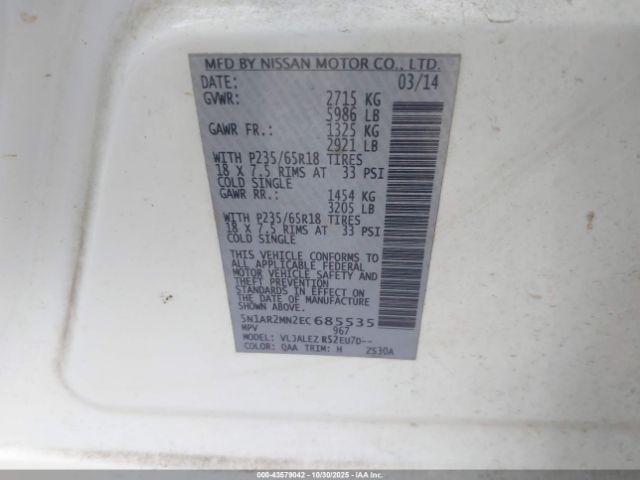 MFD BY NISSAN MOTOR CO., LTD.
DATE: 03/14
GVWR: 2715 KG
5986 LB
GAWR FR.: 1325 KG
2921 LB
WITH P235/65R18 TIRES
18 X 7.5 RIMS AT 33 PSI
COLD SINGLE
GAWR RR.: 1454 KG
3205 LB
WITH P235/65R18 TIRES
18 X 7.5 RIMS AT 33 PSI
COLD SINGLE
THIS VEHICLE CONFORMS TO
ALL APPLICABLE FEDERAL
MOTOR VEHICLE SAFETY AND
THEFT PREVENTION
STANDARDS IN EFFECT ON
THE DATE OF MANUFACTURE
SHOWN ABOVE.
5N1AR2MN2EC685535
MPV 967
MODEL: VLJALEZ RS2EU7D--
COLOR: QAA TRIM: H ZS30A
000-43579042 - 10/30/2025 - IAA Auctions